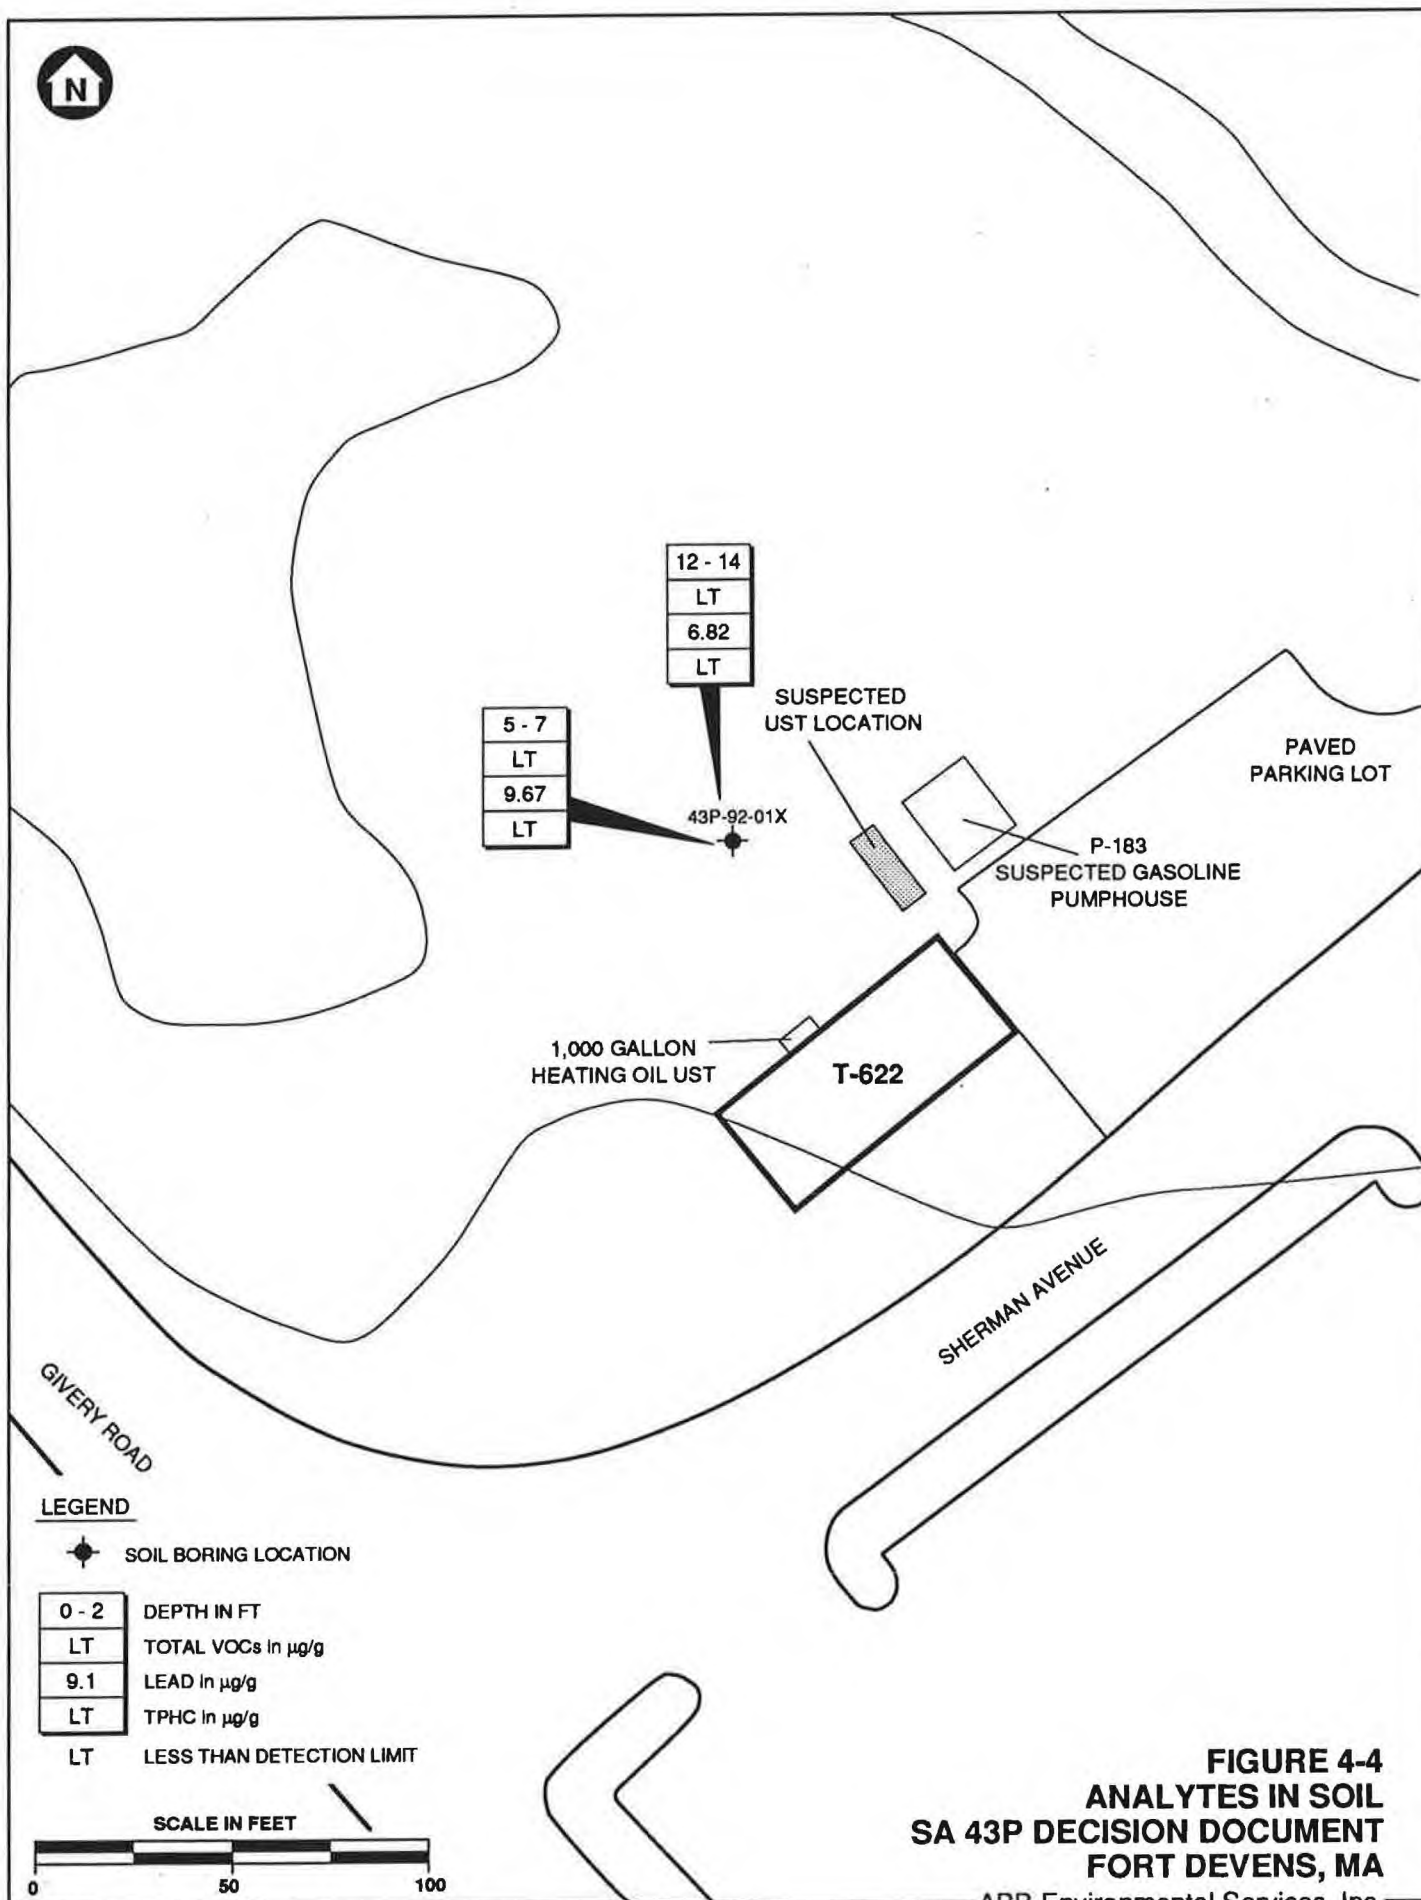 N
12 - 14
LT
6.82
LT
5 - 7
LT
9.67
LT
43P-92-01X
SUSPECTED
UST LOCATION
PAVED
PARKING LOT
P-183
SUSPECTED GASOLINE
PUMPHOUSE
1,000 GALLON
HEATING OIL UST
T-622
SHERMAN AVENUE
GIVERY ROAD
LEGEND
SOIL BORING LOCATION
0 - 2 DEPTH IN FT
LT TOTAL VOCs in µg/g
9.1 LEAD in µg/g
LT TPHC in µg/g
LT LESS THAN DETECTION LIMIT
SCALE IN FEET
0 50 100
FIGURE 4-4
ANALYTES IN SOIL
SA 43P DECISION DOCUMENT
FORT DEVENS, MA
Environmental Services, Inc